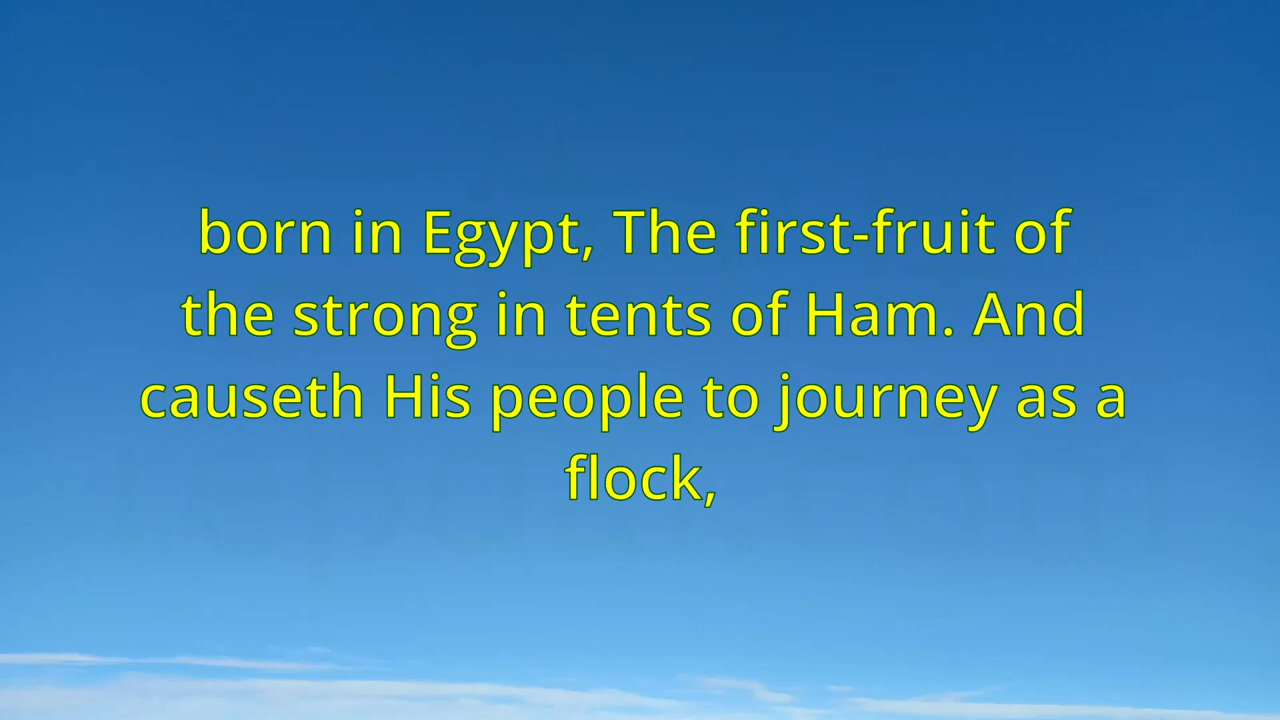 born in Egypt, The first-fruit of
the strong in tents of Ham. And
causeth His people to journey as a
flock,